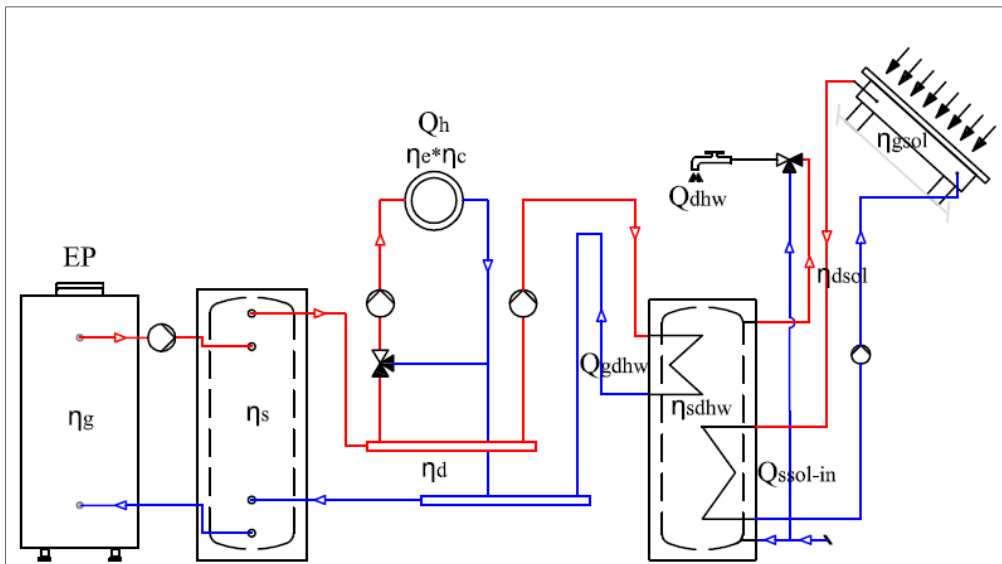 Qh
ηe*ηc
ηgsol
Qdhw
EP
ηdsol
Qgdhw
ηsdhw
ηg
ηs
ηd
Qssol-in